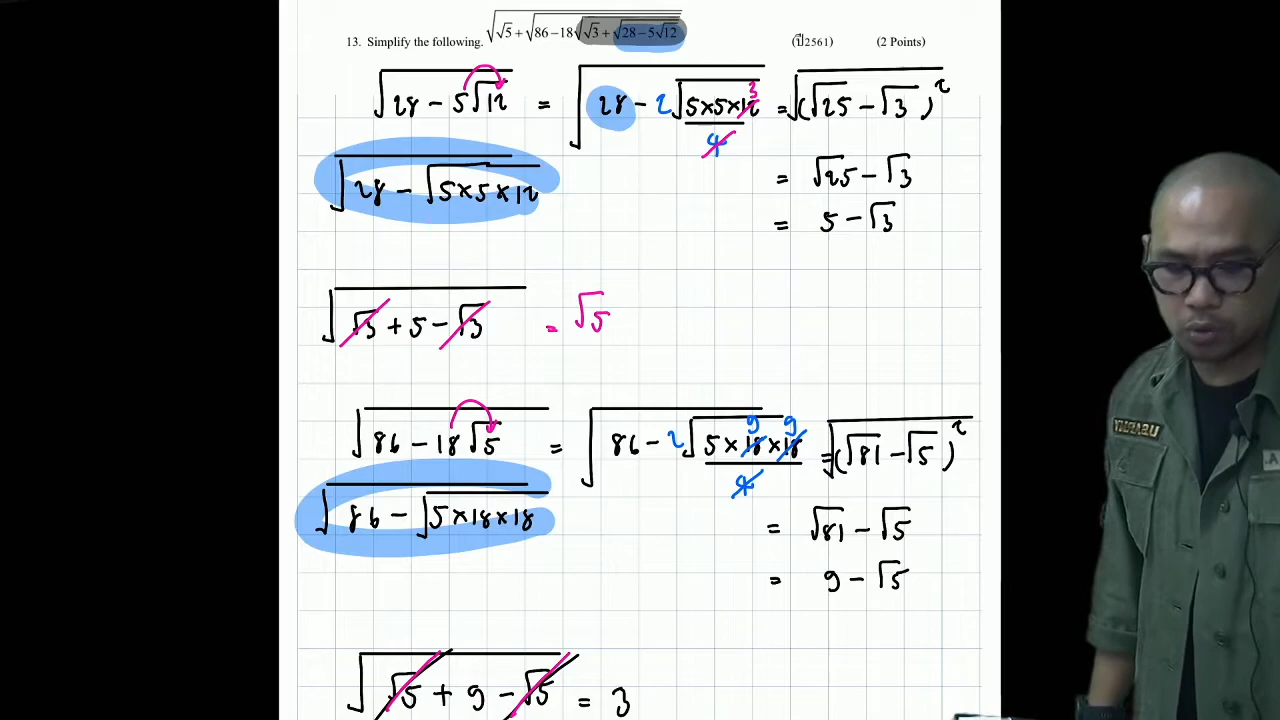 13. Simplify the following. √(√5 + √(86 − 18√(√3 + √(28 − 5√12)))) (ปี2561) (2 Points)
√(28 − 5√12) = √(28 − 2√(5×5×12/4)) = √((√25 − √3)²)
3
√(28 − √(5×5×12))
= √25 − √3
= 5 − √3
√(√3 + 5 − √3) = √5
√(86 − 18√5) = √(86 − 2√(5×18×18/4)) = √((√81 − √5)²)
9 9
√(86 − √(5×18×18))
= √81 − √5
= 9 − √5
√(√5 + 9 − √5) = 3